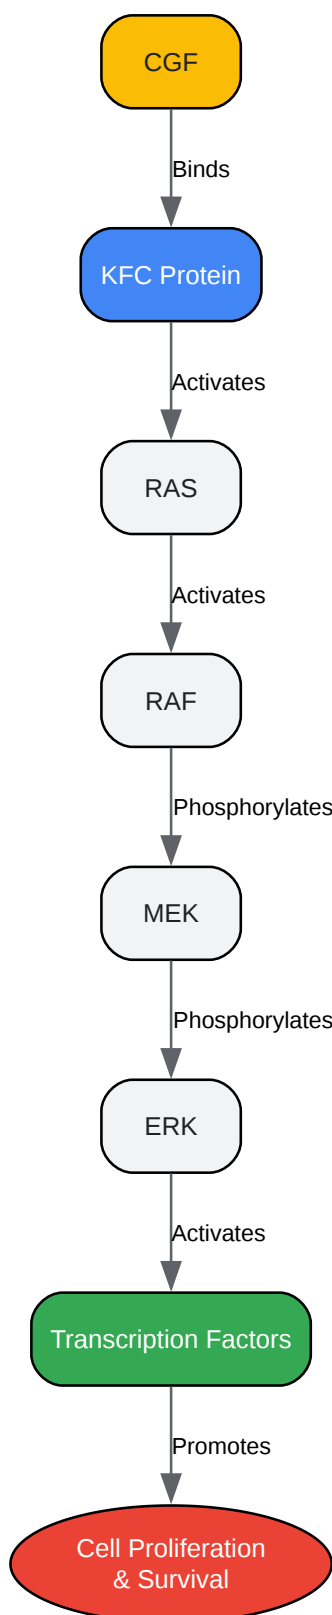 CGF
Binds
KFC Protein
Activates
RAS
Activates
RAF
Phosphorylates
MEK
Phosphorylates
ERK
Activates
Transcription Factors
Promotes
Cell Proliferation
& Survival